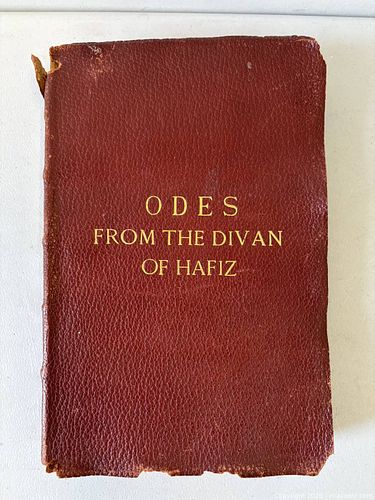 ODES
FROM THE DIVAN
OF HAFIZ